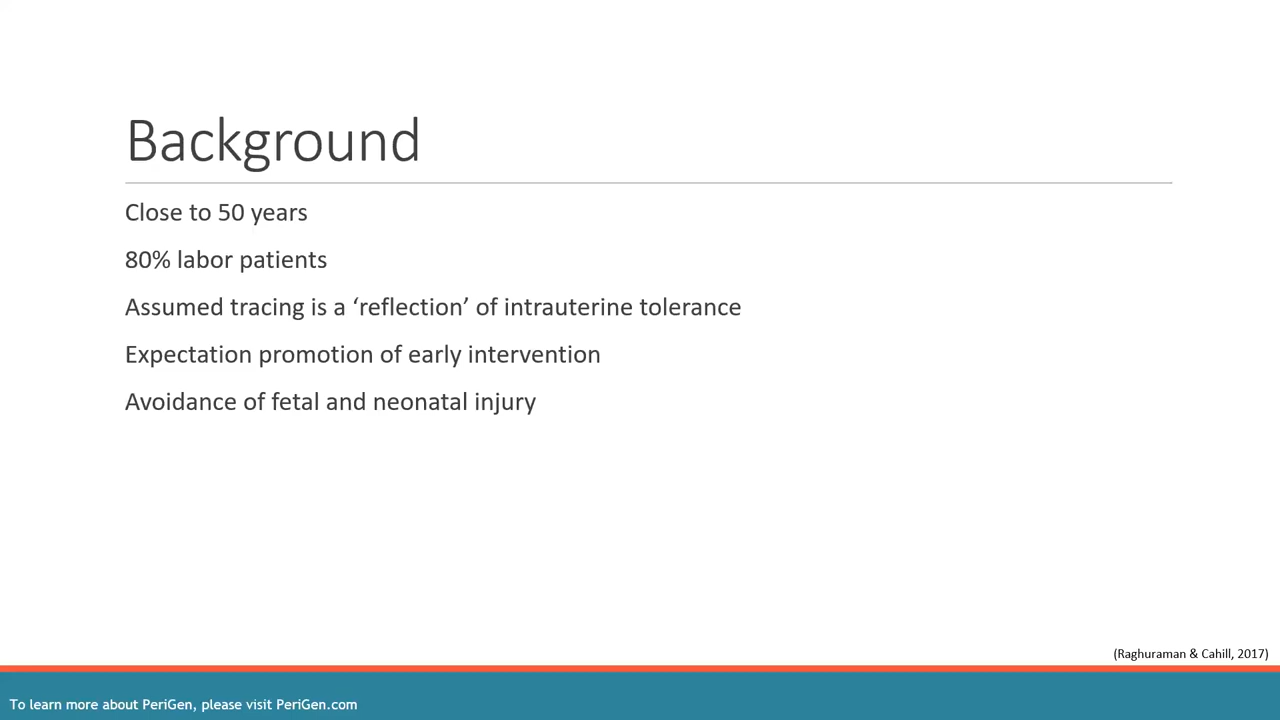 Background
Close to 50 years
80% labor patients
Assumed tracing is a ‘reflection’ of intrauterine tolerance
Expectation promotion of early intervention
Avoidance of fetal and neonatal injury
(Raghuraman & Cahill, 2017)
To learn more about PeriGen, please visit PeriGen.com